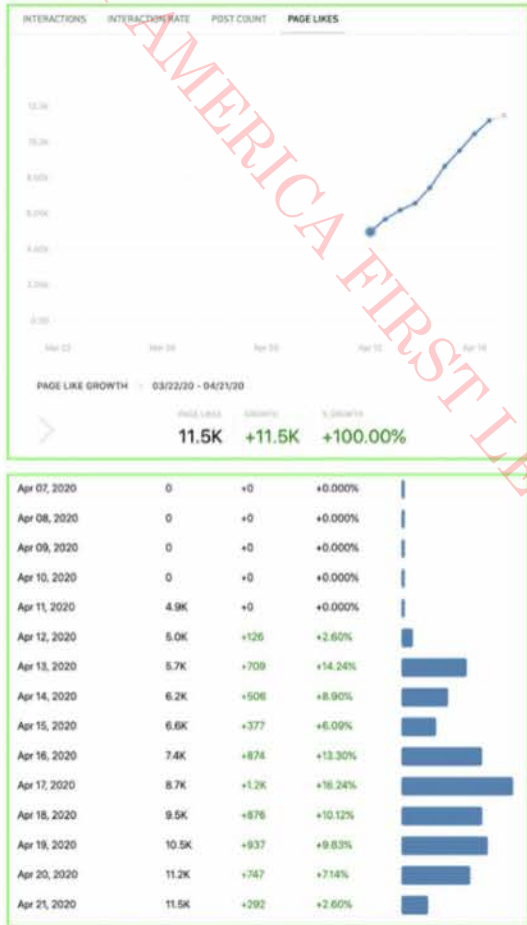 INTERACTIONS INTERACTION RATE POST COUNT PAGE LIKES
AMERICA FIRST LE
0.00
PAGE LIKE GROWTH 03/22/20 - 04/21/20
PAGE LIKES GROWTH % GROWTH
11.5K +11.5K +100.00%
Apr 07, 2020 0 +0 +0.000%
Apr 08, 2020 0 +0 +0.000%
Apr 09, 2020 0 +0 +0.000%
Apr 10, 2020 0 +0 +0.000%
Apr 11, 2020 4.9K +0 +0.000%
Apr 12, 2020 5.0K +126 +2.60%
Apr 13, 2020 5.7K +709 +14.24%
Apr 14, 2020 6.2K +506 +8.90%
Apr 15, 2020 6.6K +377 +6.09%
Apr 16, 2020 7.4K +874 +13.30%
Apr 17, 2020 8.7K +1.2K +16.24%
Apr 18, 2020 9.5K +876 +10.12%
Apr 19, 2020 10.5K +937 +9.83%
Apr 20, 2020 11.2K +747 +7.14%
Apr 21, 2020 11.5K +292 +2.60%